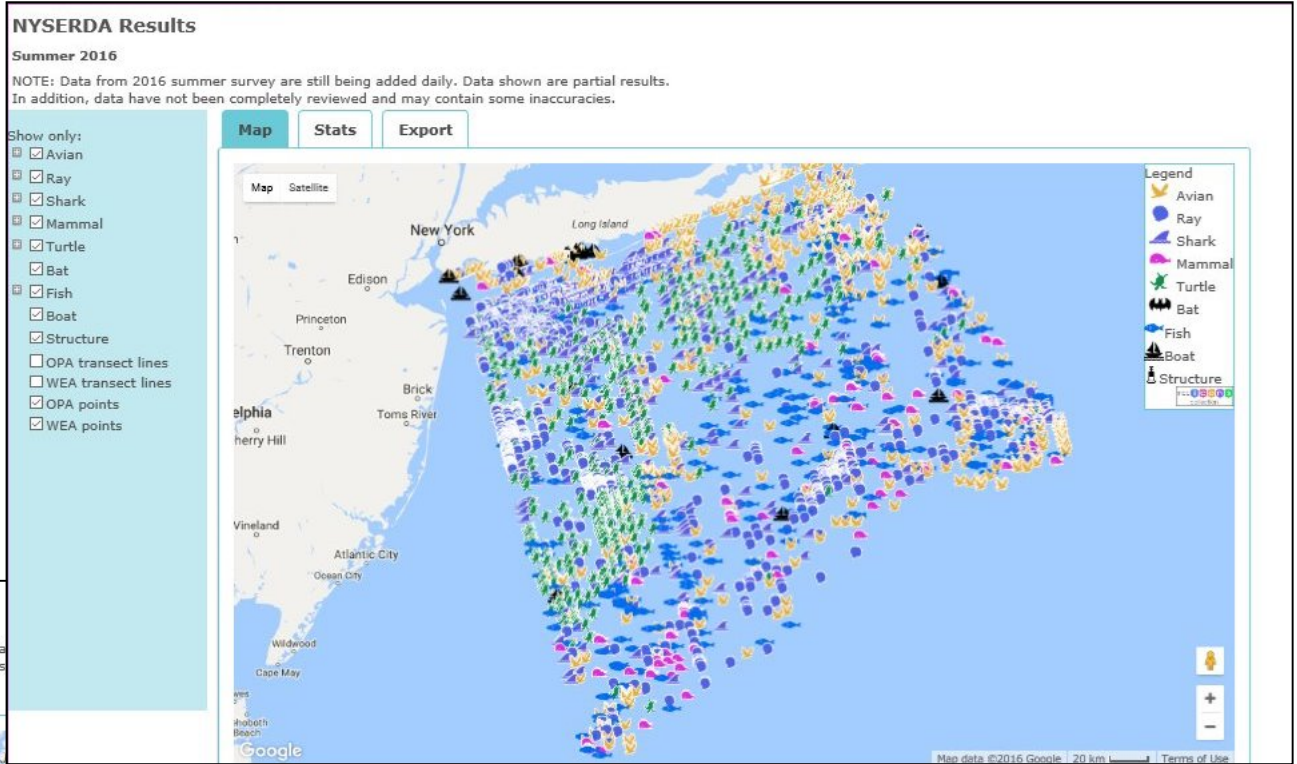 NYSERDA Results
Summer 2016
NOTE: Data from 2016 summer survey are still being added daily. Data shown are partial results.
In addition, data have not been completely reviewed and may contain some inaccuracies.
Show only:
Avian
Ray
Shark
Mammal
Turtle
Bat
Fish
Boat
Structure
OPA transect lines
WEA transect lines
OPA points
WEA points
Map
Stats
Export
Map Satellite
New York
Long Island
Edison
Princeton
Trenton
Brick
elphia
Toms River
herry Hill
Vineland
Atlantic City
Ocean City
Wildwood
Cape May
Beach
Google
Legend
Avian
Ray
Shark
Mammal
Turtle
Bat
Fish
Boat
Structure
+
−
Map data ©2016 Google 20 km Terms of Use